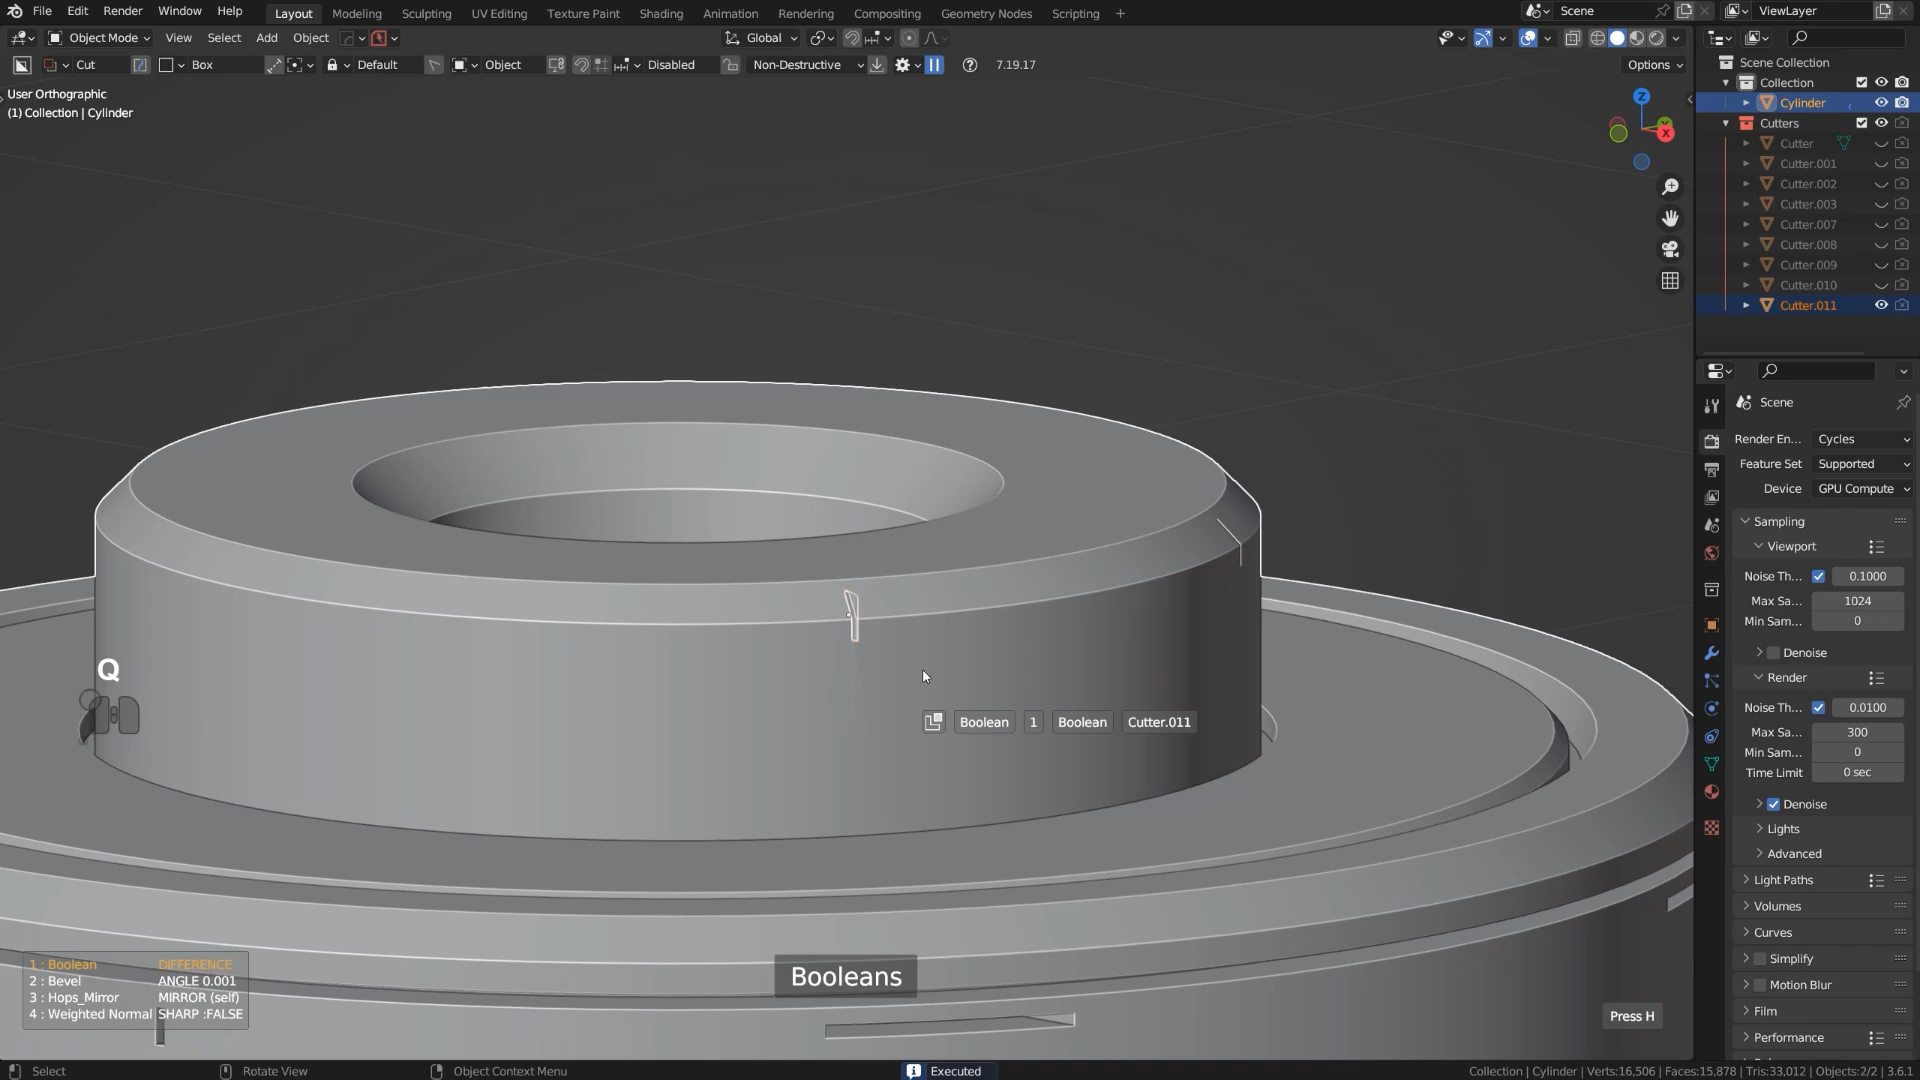 File Edit Render Window Help Layout Modeling Sculpting UV Editing Texture Paint Shading Animation Rendering Compositing Geometry Nodes Scripting + Scene ViewLayer
Object Mode View Select Add Object Global
Cut Box Default Object Disabled Non-Destructive 7.19.17 Options
User Orthographic
(1) Collection | Cylinder
Scene Collection
Collection
Cylinder
Cutters
Cutter
Cutter.001
Cutter.002
Cutter.003
Cutter.007
Cutter.008
Cutter.009
Cutter.010
Cutter.011
Z
X
Scene
Render En... Cycles
Feature Set Supported
Device GPU Compute
Sampling
Viewport
Noise Th... 0.1000
Max Sa... 1024
Min Sam... 0
Denoise
Render
Noise Th... 0.0100
Max Sa... 300
Min Sam... 0
Time Limit 0 sec
Denoise
Lights
Advanced
Light Paths
Volumes
Curves
Simplify
Motion Blur
Film
Performance
Q
Boolean 1 Boolean Cutter.011
1 : Boolean DIFFERENCE
2 : Bevel ANGLE 0.001
3 : Hops_Mirror MIRROR (self)
4 : Weighted Normal SHARP :FALSE
Booleans
Press H
Select Rotate View Object Context Menu Executed Collection | Cylinder | Verts:16,506 | Faces:15,878 | Tris:33,012 | Objects:2/2 | 3.6.1